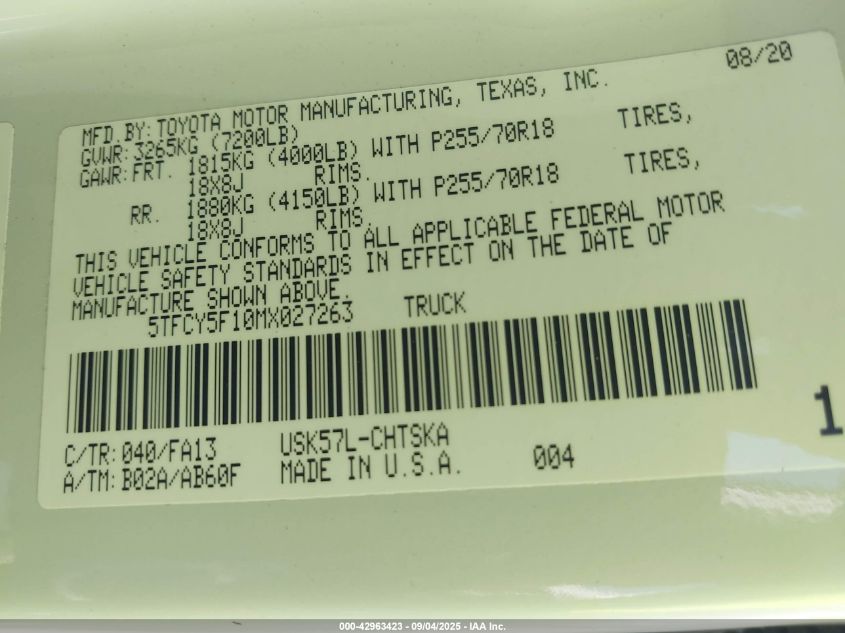 08/20
MFD.BY: TOYOTA MOTOR MANUFACTURING, TEXAS, INC.
GVWR: 3265KG (7200LB)
GAWR: FRT. 1815KG (4000LB) WITH P255/70R18 TIRES,
18X8J RIMS.
RR. 1880KG (4150LB) WITH P255/70R18 TIRES,
18X8J RIMS.
THIS VEHICLE CONFORMS TO ALL APPLICABLE FEDERAL MOTOR
VEHICLE SAFETY STANDARDS IN EFFECT ON THE DATE OF
MANUFACTURE SHOWN ABOVE.
5TFCY5F10MX027263 TRUCK
C/TR: 040/FA13 USK57L-CHTSKA
A/TM: B02A/AB60F MADE IN U.S.A. 004
1
000-42963423 - 09/04/2025 - IAA Inc.